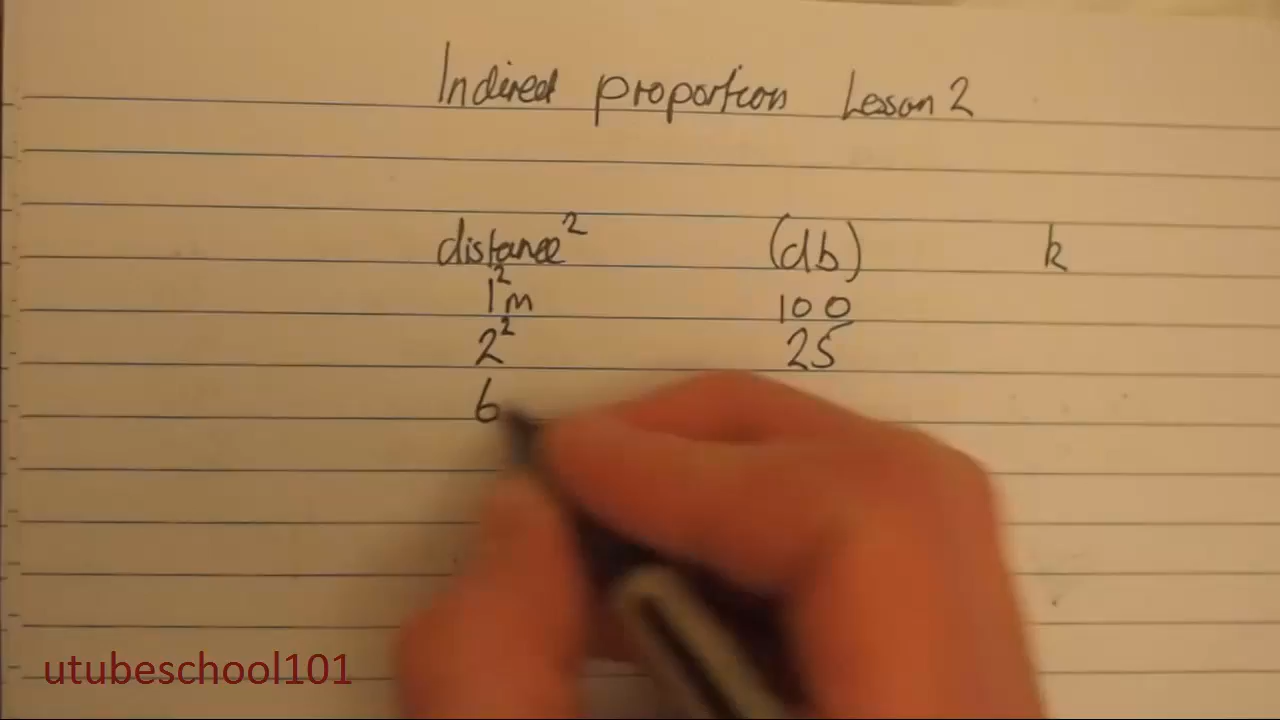 Indirect proportion Lesson 2
distance² (db) k
1²m 100
2² 25
6
utubeschool101